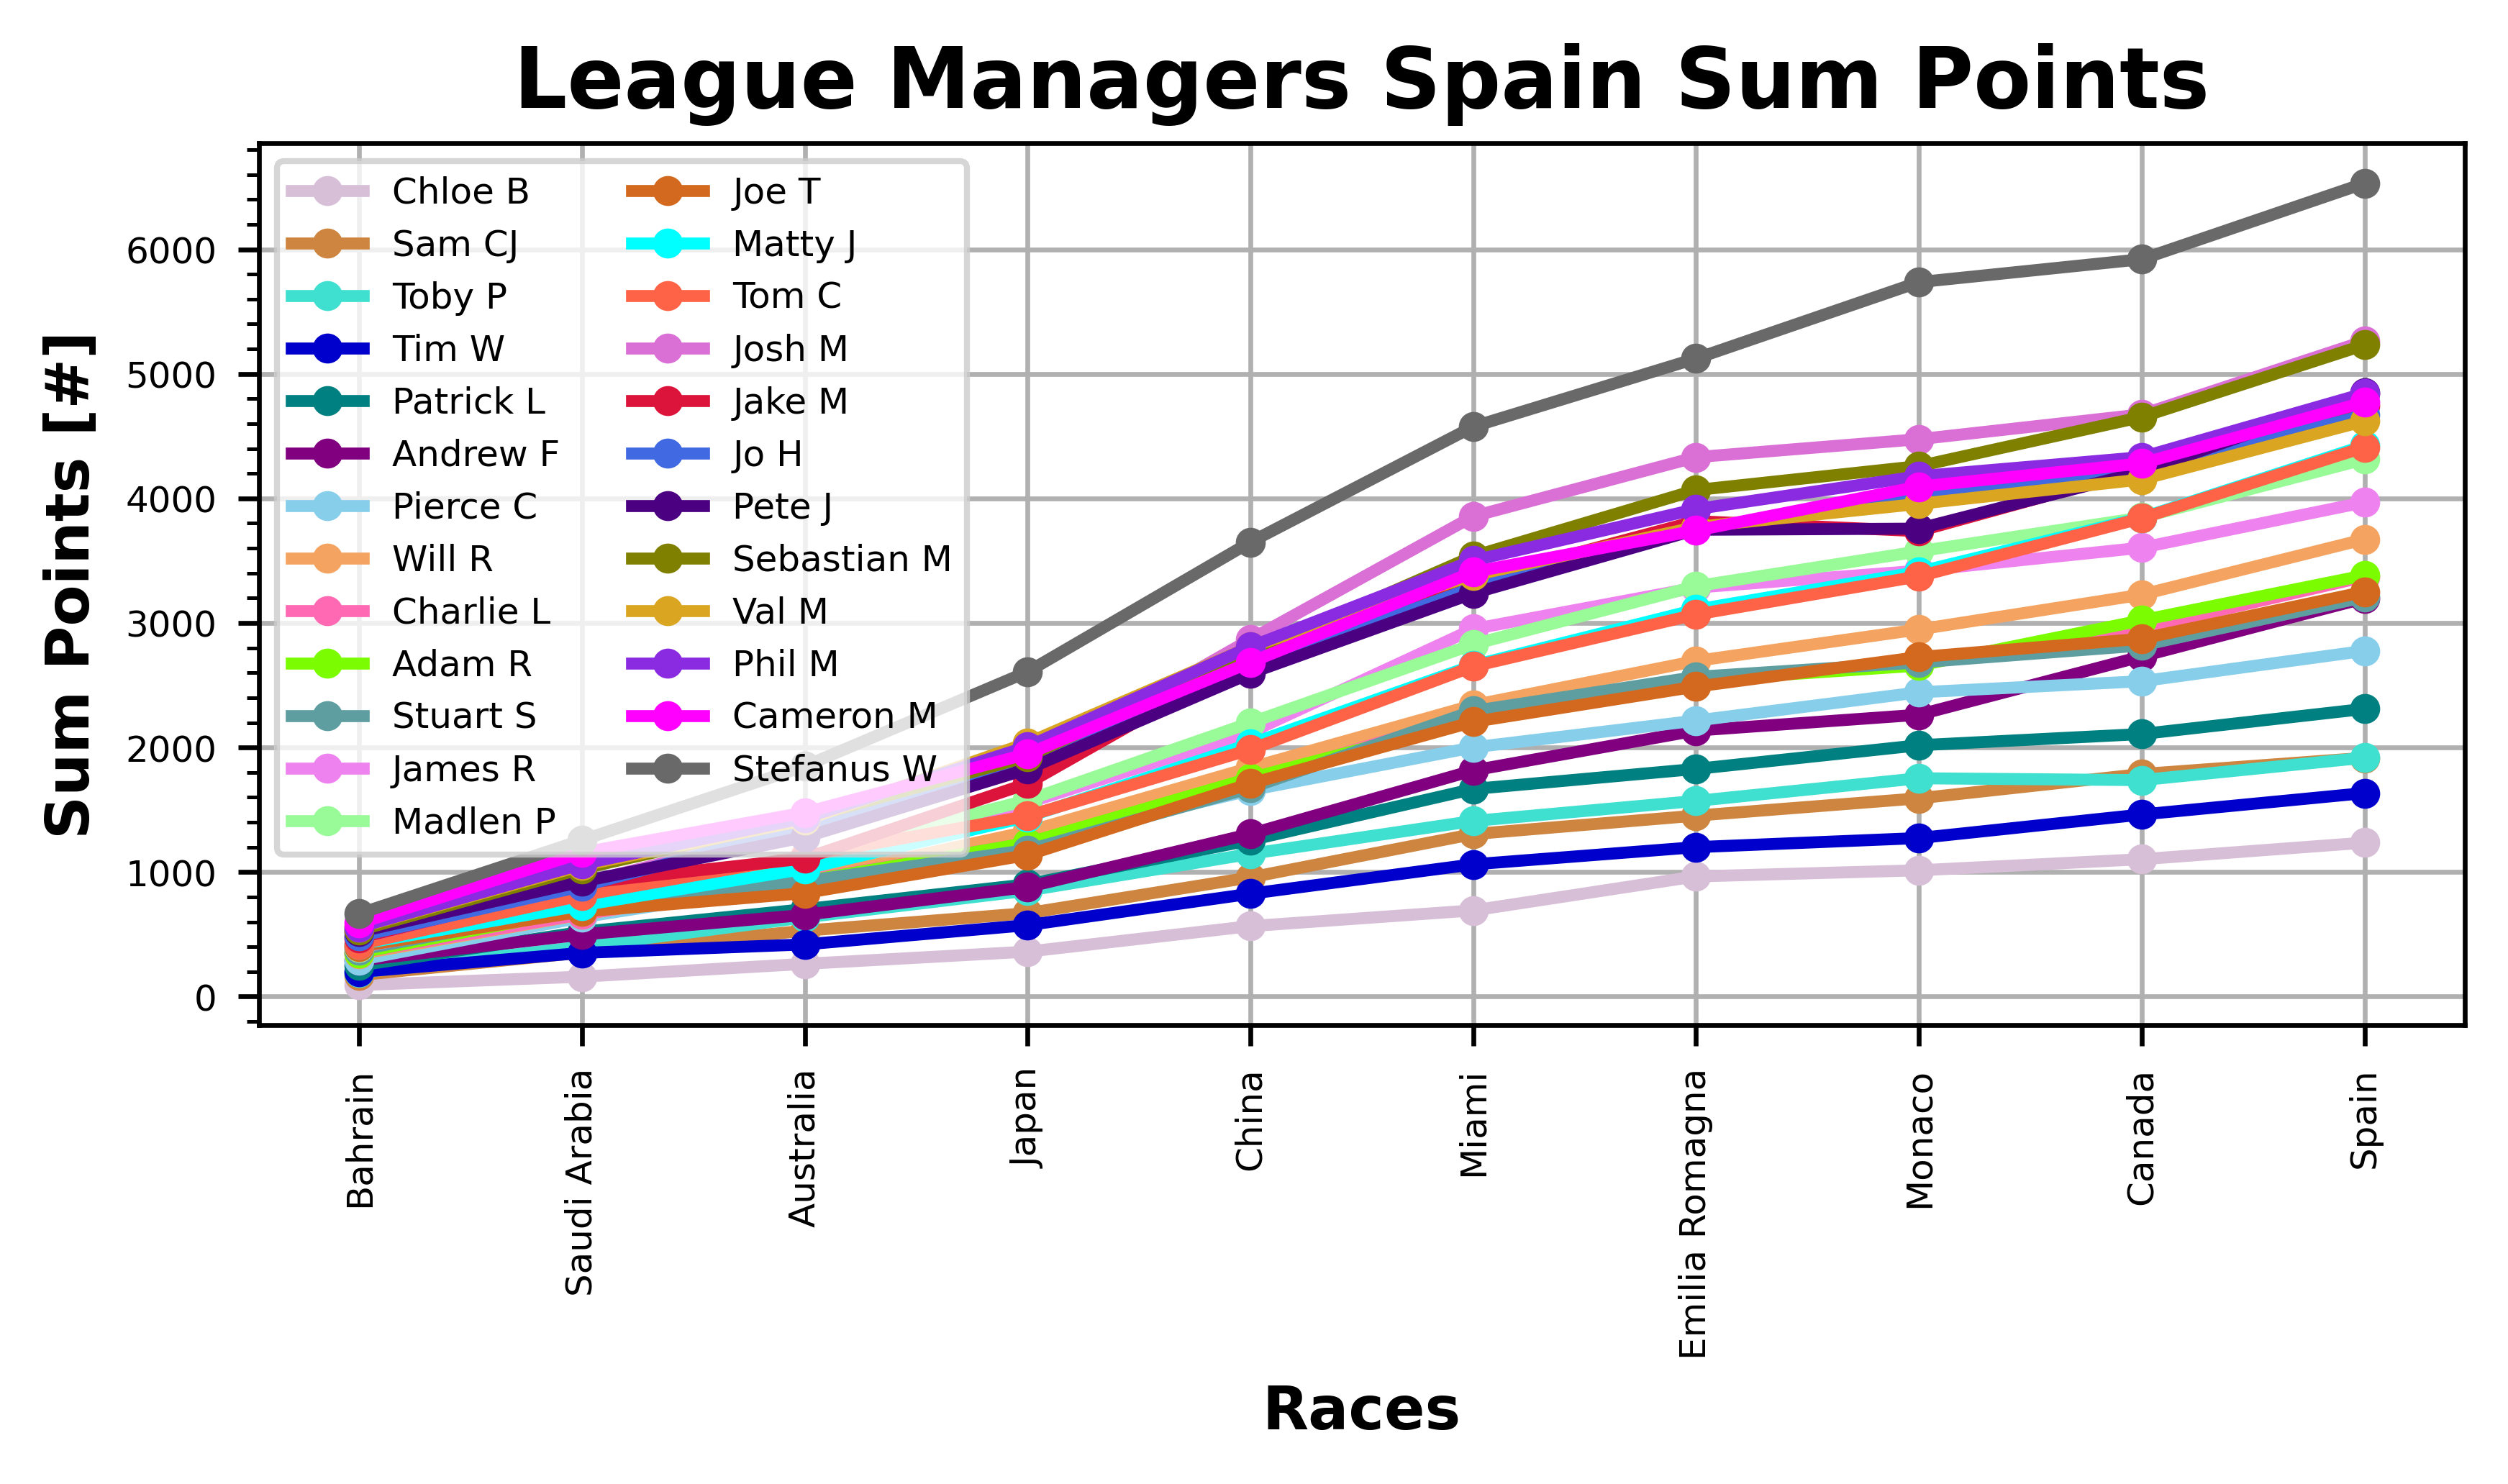 League Managers Spain Sum Points
Sum Points [#]
6000
5000
4000
3000
2000
1000
0
Chloe B
Sam CJ
Toby P
Tim W
Patrick L
Andrew F
Pierce C
Will R
Charlie L
Adam R
Stuart S
James R
Madlen P
Joe T
Matty J
Tom C
Josh M
Jake M
Jo H
Pete J
Sebastian M
Val M
Phil M
Cameron M
Stefanus W
Bahrain
Saudi Arabia
Australia
Japan
China
Miami
Emilia Romagna
Monaco
Canada
Spain
Races